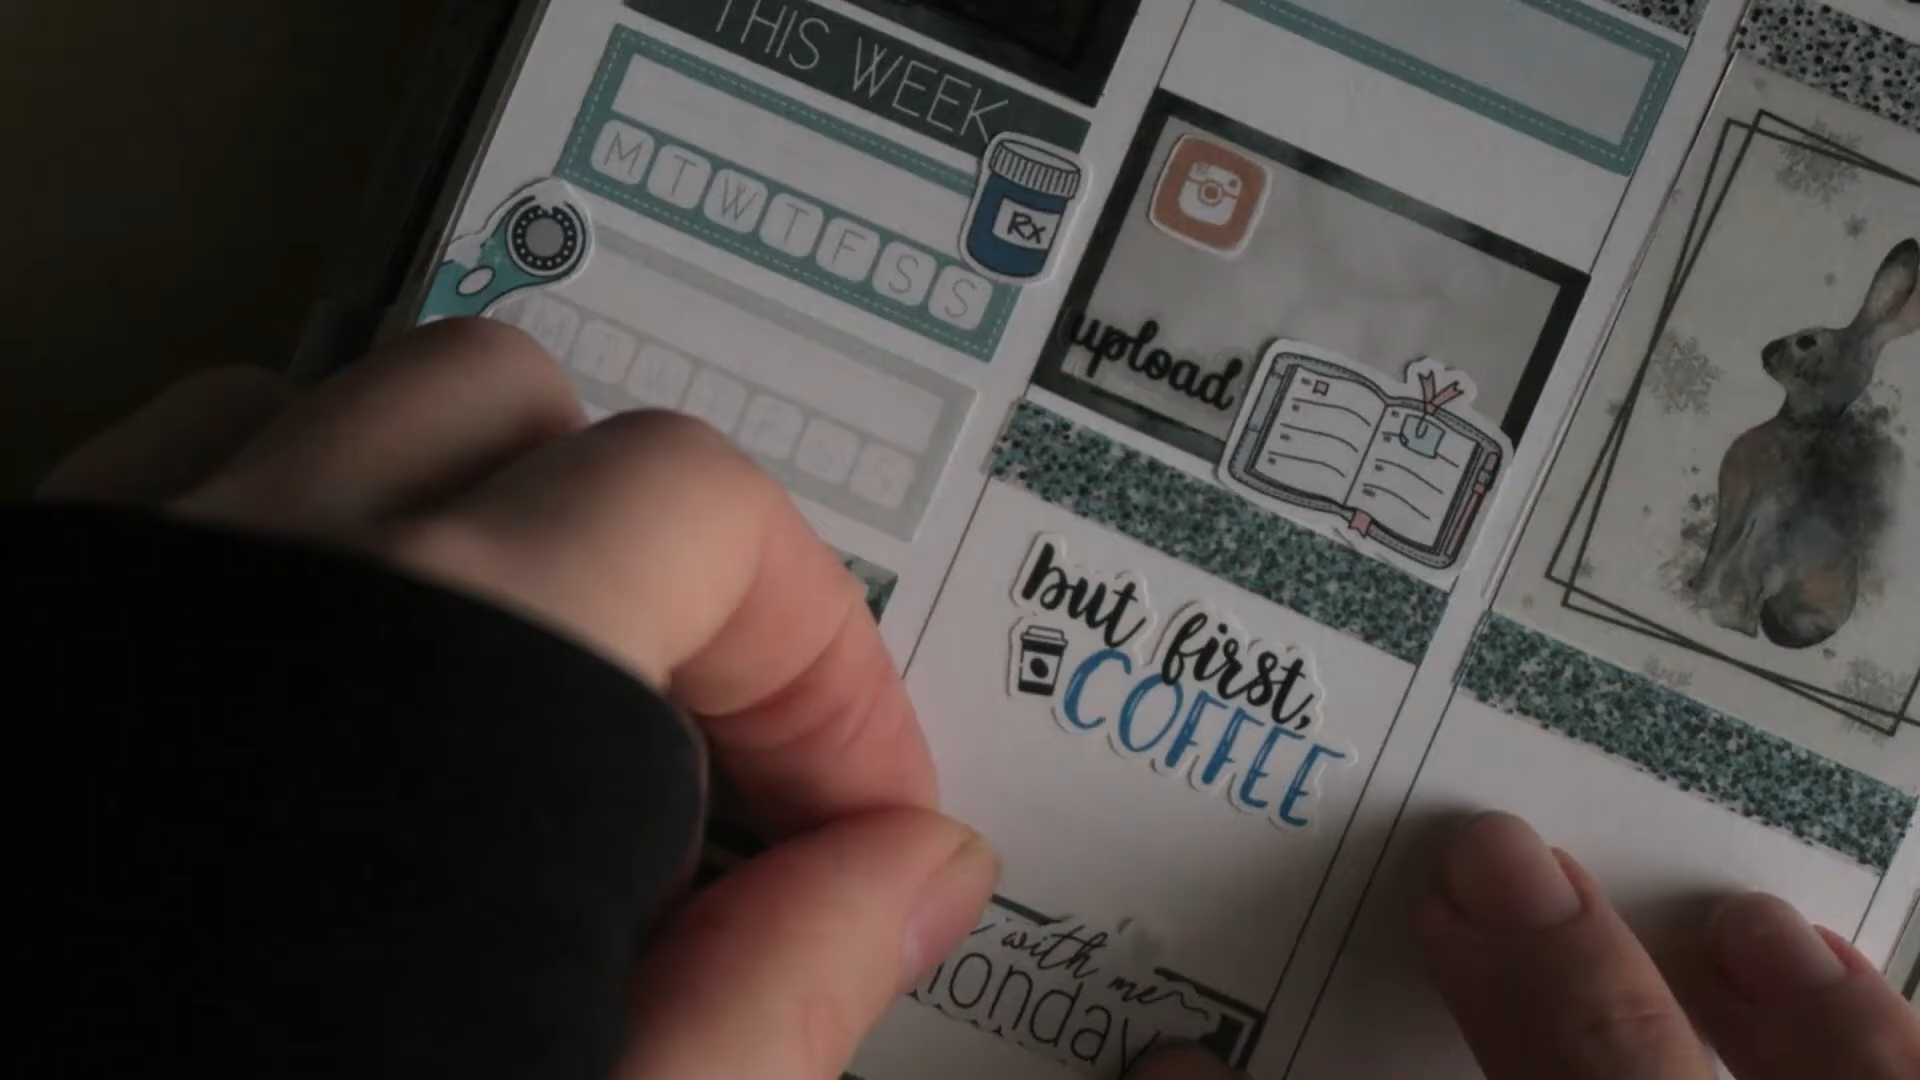 THIS WEEK
M T W T F S S
Rx
upload
but first,
COFFEE
with me
Monday